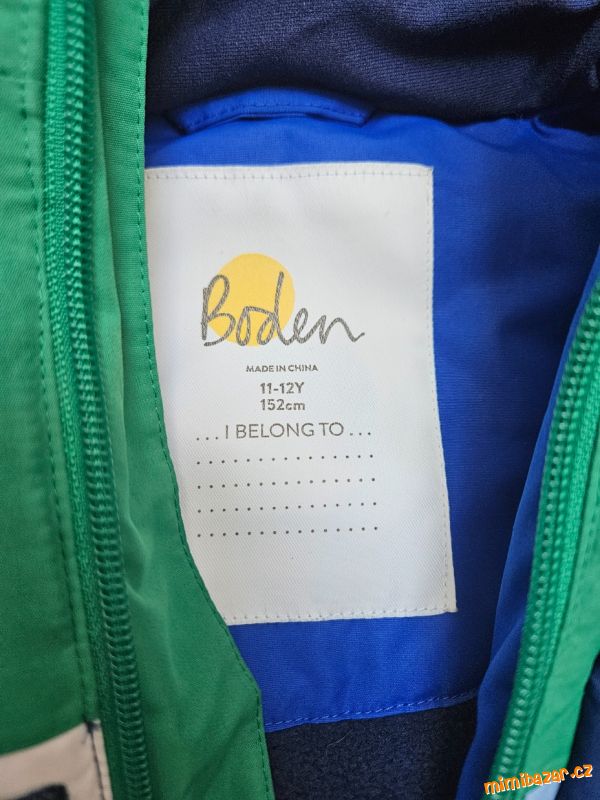 Boden
MADE IN CHINA
11-12Y
152cm
...I BELONG TO...
mimibazar.cz